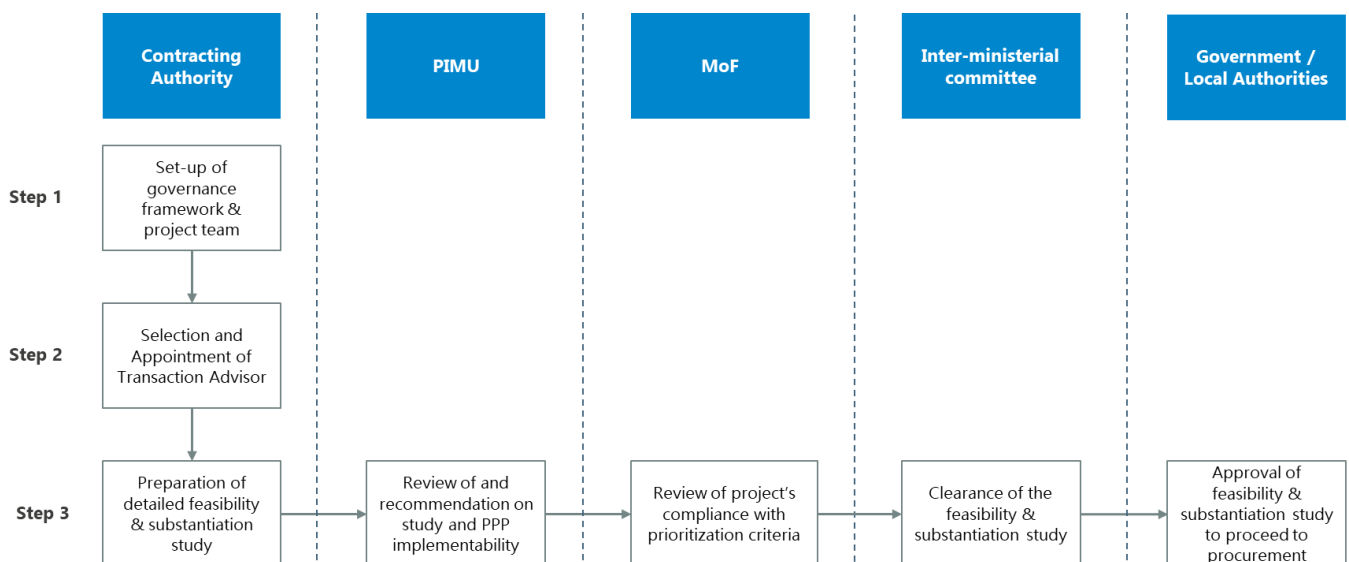 Contracting
Authority
PIMU
MoF
Inter-ministerial
committee
Government /
Local Authorities
Step 1
Set-up of
governance
framework &
project team
Step 2
Selection and
Appointment of
Transaction Advisor
Step 3
Preparation of
detailed feasibility
& substantiation
study
Review of and
recommendation on
study and PPP
implementability
Review of project's
compliance with
prioritization criteria
Clearance of the
feasibility &
substantiation study
Approval of
feasibility &
substantiation study
to proceed to
procurement